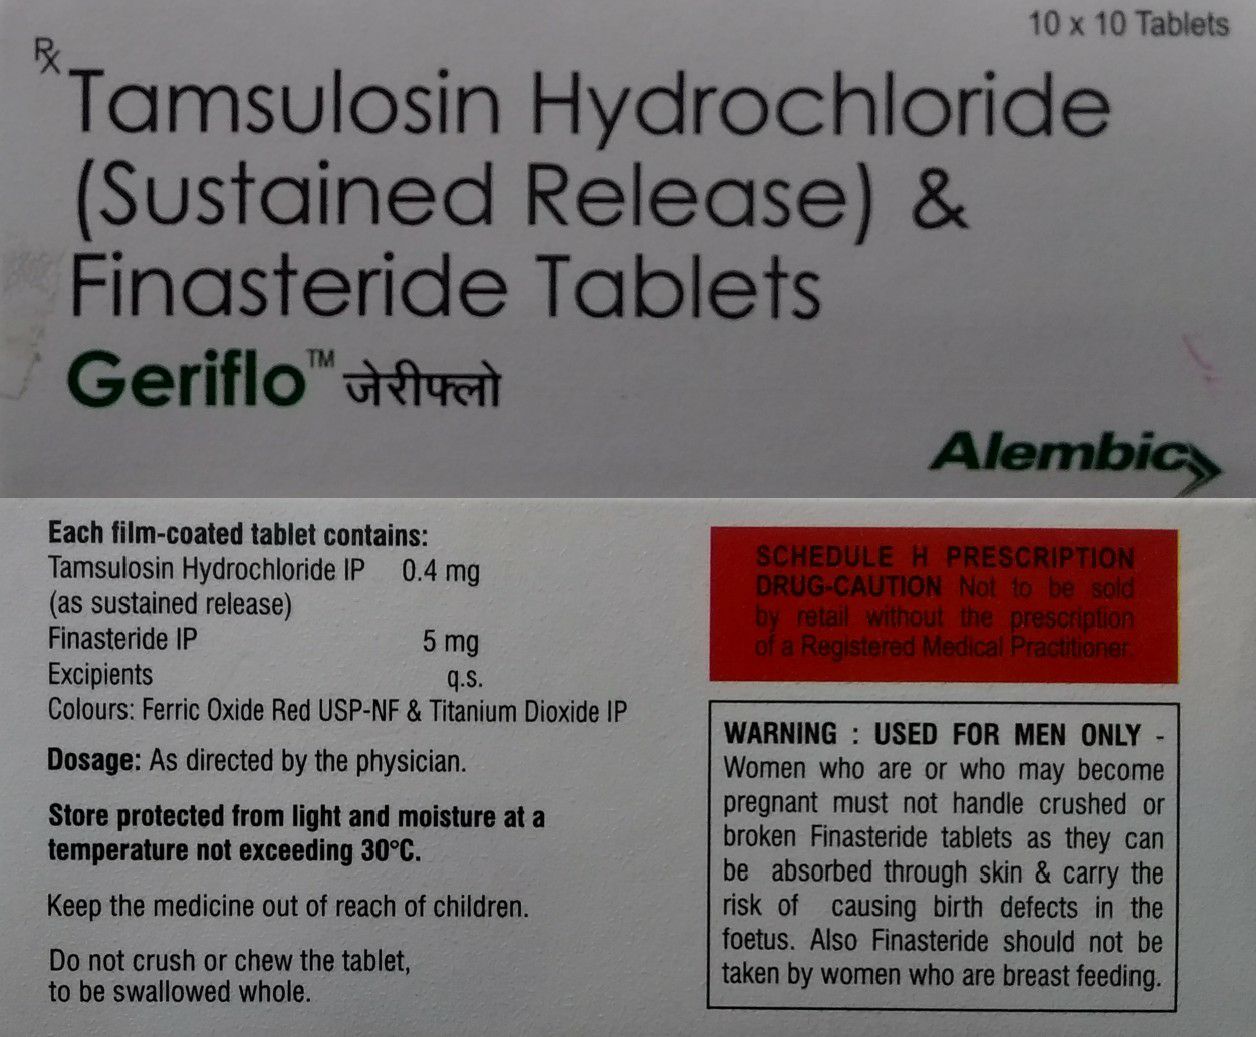 10 x 10 Tablets
Rx
Tamsulosin Hydrochloride
(Sustained Release) &
Finasteride Tablets
Geriflo™ जेरीफ्लो
Alembic
Each film-coated tablet contains:
Tamsulosin Hydrochloride IP 0.4 mg
(as sustained release)
Finasteride IP 5 mg
Excipients q.s.
Colours: Ferric Oxide Red USP-NF & Titanium Dioxide IP
Dosage: As directed by the physician.
Store protected from light and moisture at a
temperature not exceeding 30°C.
Keep the medicine out of reach of children.
Do not crush or chew the tablet,
to be swallowed whole.
SCHEDULE H PRESCRIPTION
DRUG-CAUTION Not to be sold
by retail without the prescription
of a Registered Medical Practitioner.
WARNING : USED FOR MEN ONLY -
Women who are or who may become
pregnant must not handle crushed or
broken Finasteride tablets as they can
be absorbed through skin & carry the
risk of causing birth defects in the
foetus. Also Finasteride should not be
taken by women who are breast feeding.